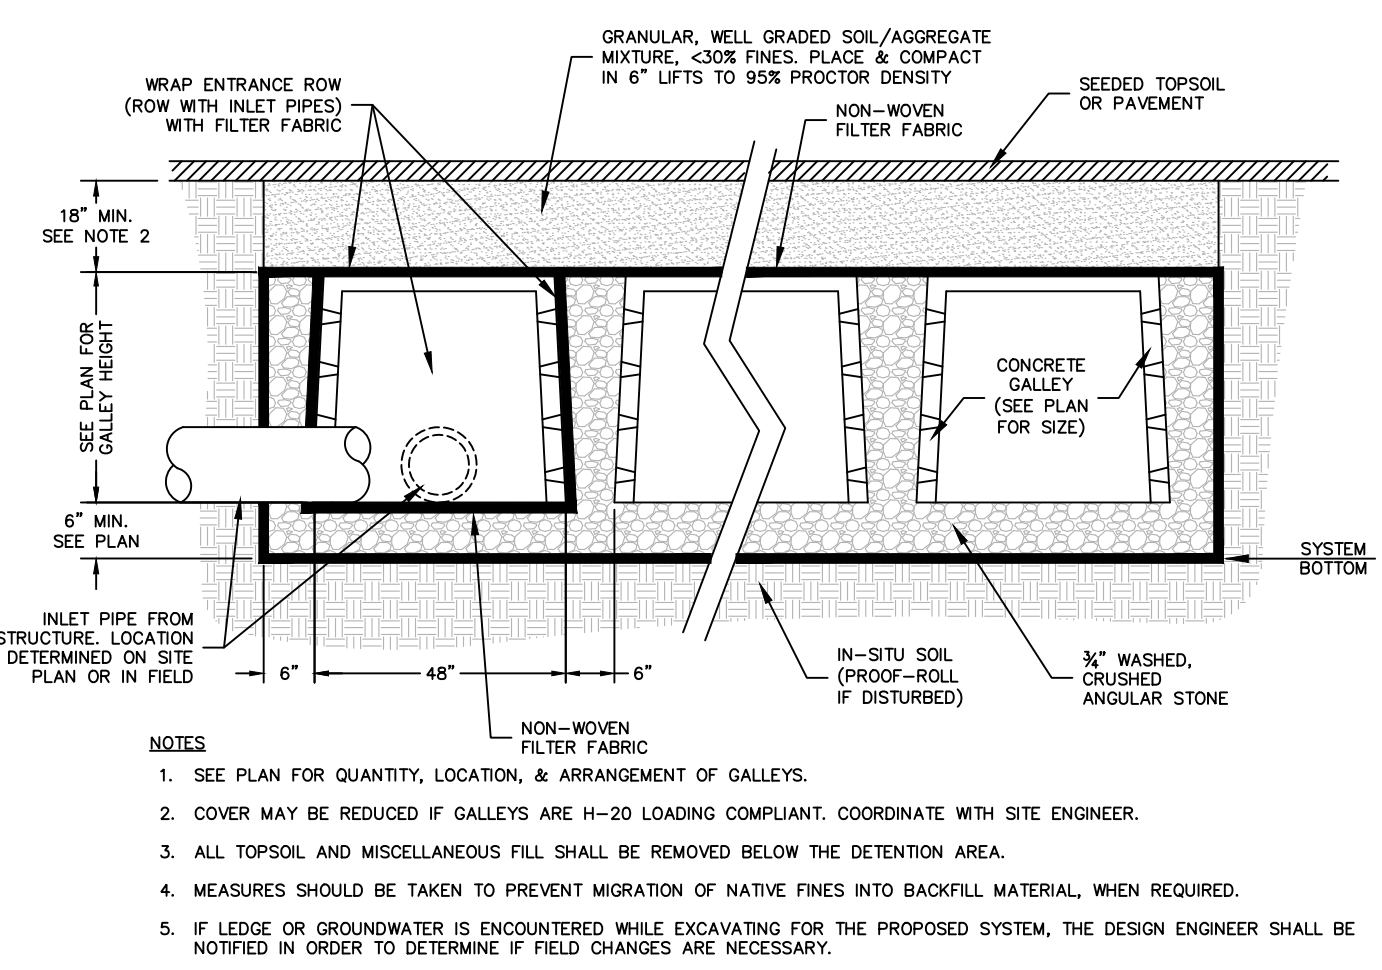 GRANULAR, WELL GRADED SOIL/AGGREGATE
MIXTURE, <30% FINES. PLACE & COMPACT
IN 6" LIFTS TO 95% PROCTOR DENSITY
WRAP ENTRANCE ROW
(ROW WITH INLET PIPES)
WITH FILTER FABRIC
NON-WOVEN
FILTER FABRIC
SEEDED TOPSOIL
OR PAVEMENT
18" MIN.
SEE NOTE 2
SEE PLAN FOR
GALLEY HEIGHT
CONCRETE
GALLEY
(SEE PLAN
FOR SIZE)
6" MIN.
SEE PLAN
SYSTEM
BOTTOM
INLET PIPE FROM
STRUCTURE. LOCATION
DETERMINED ON SITE
PLAN OR IN FIELD
6"
48"
6"
IN-SITU SOIL
(PROOF-ROLL
IF DISTURBED)
¾" WASHED,
CRUSHED
ANGULAR STONE
NON-WOVEN
FILTER FABRIC
NOTES
1. SEE PLAN FOR QUANTITY, LOCATION, & ARRANGEMENT OF GALLEYS.
2. COVER MAY BE REDUCED IF GALLEYS ARE H-20 LOADING COMPLIANT. COORDINATE WITH SITE ENGINEER.
3. ALL TOPSOIL AND MISCELLANEOUS FILL SHALL BE REMOVED BELOW THE DETENTION AREA.
4. MEASURES SHOULD BE TAKEN TO PREVENT MIGRATION OF NATIVE FINES INTO BACKFILL MATERIAL, WHEN REQUIRED.
5. IF LEDGE OR GROUNDWATER IS ENCOUNTERED WHILE EXCAVATING FOR THE PROPOSED SYSTEM, THE DESIGN ENGINEER SHALL BE
NOTIFIED IN ORDER TO DETERMINE IF FIELD CHANGES ARE NECESSARY.